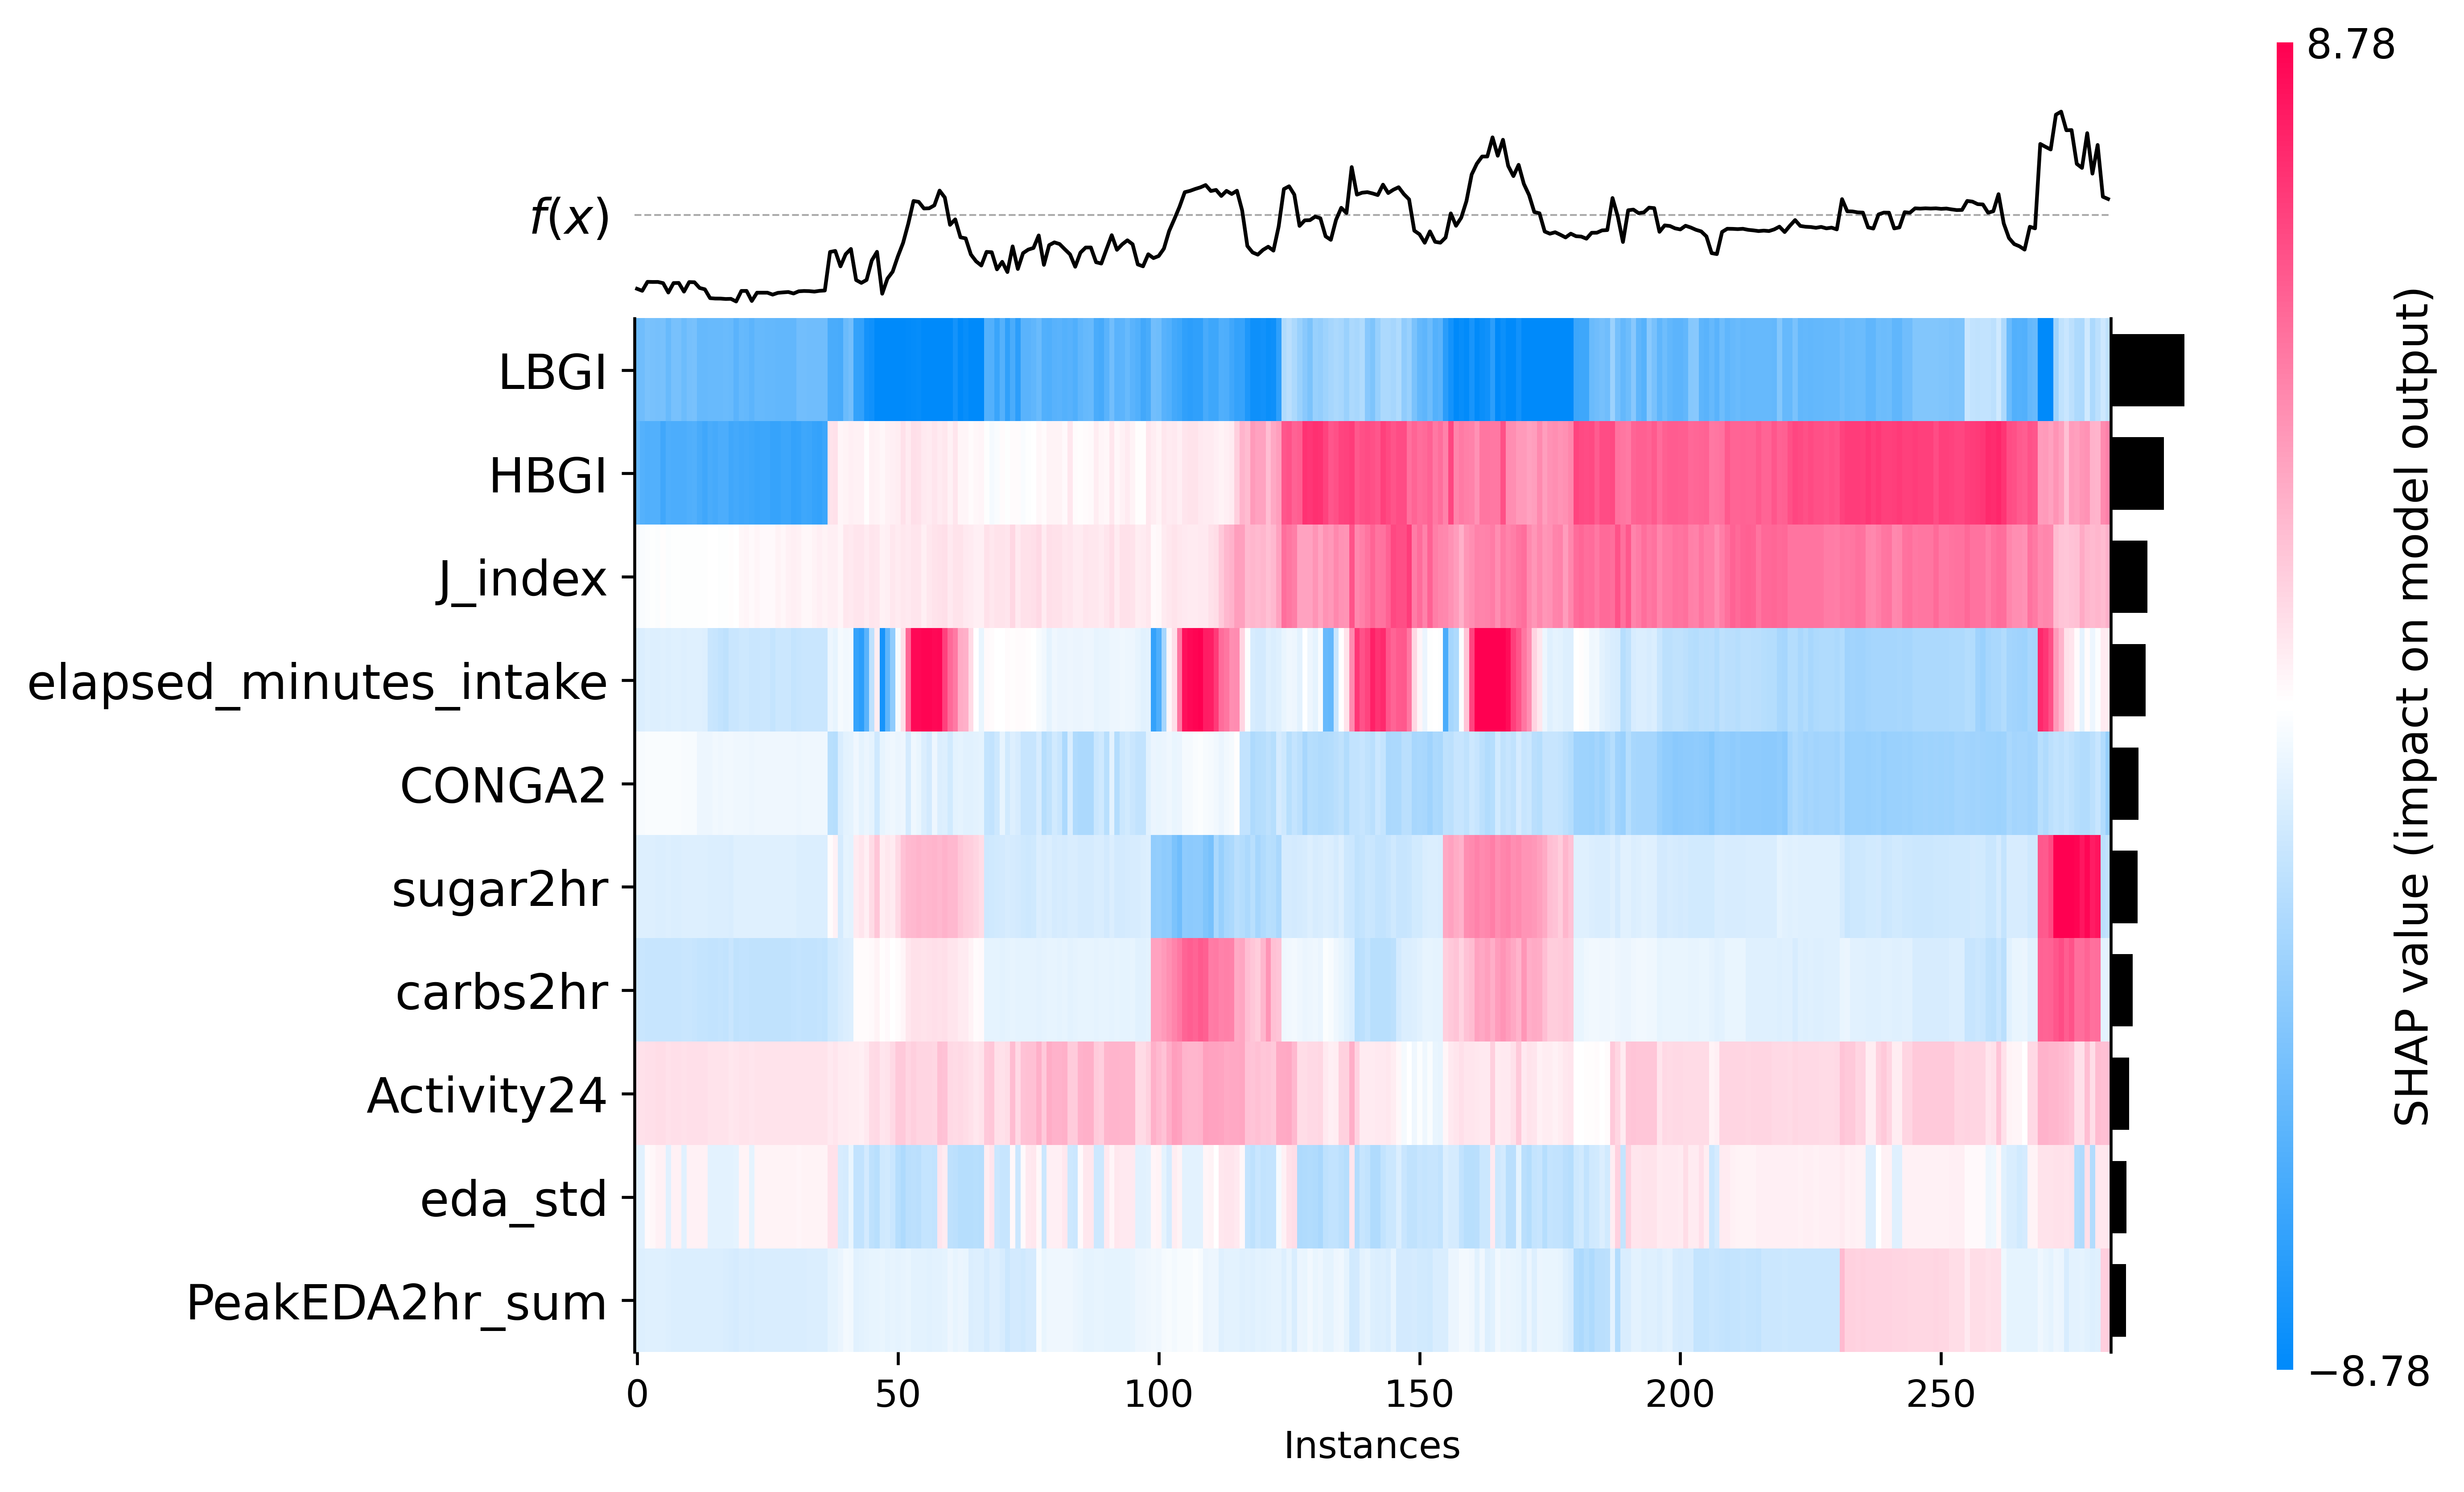 8.78
f(x)
LBGI
HBGI
J_index
elapsed_minutes_intake
CONGA2
sugar2hr
carbs2hr
Activity24
eda_std
PeakEDA2hr_sum
0 50 100 150 200 250
Instances
SHAP value (impact on model output)
−8.78